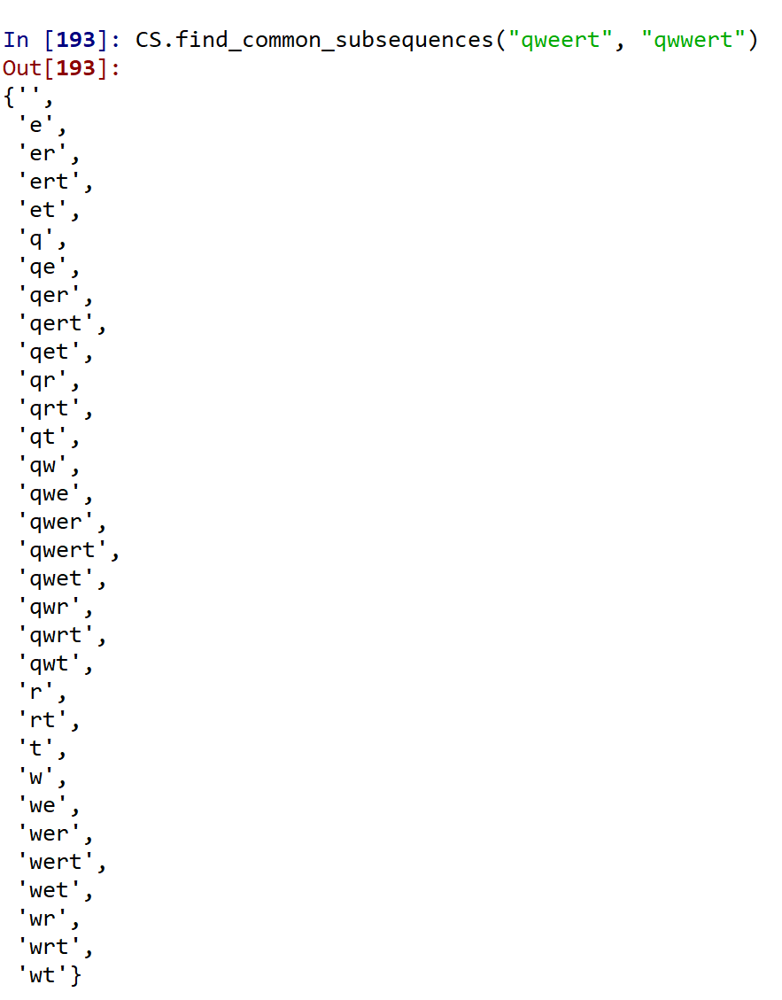 In [193]: CS.find_common_subsequences("qweert", "qwwert")
Out[193]:
{'',
 'e',
 'er',
 'ert',
 'et',
 'q',
 'qe',
 'qer',
 'qert',
 'qet',
 'qr',
 'qrt',
 'qt',
 'qw',
 'qwe',
 'qwer',
 'qwert',
 'qwet',
 'qwr',
 'qwrt',
 'qwt',
 'r',
 'rt',
 't',
 'w',
 'we',
 'wer',
 'wert',
 'wet',
 'wr',
 'wrt',
 'wt'}